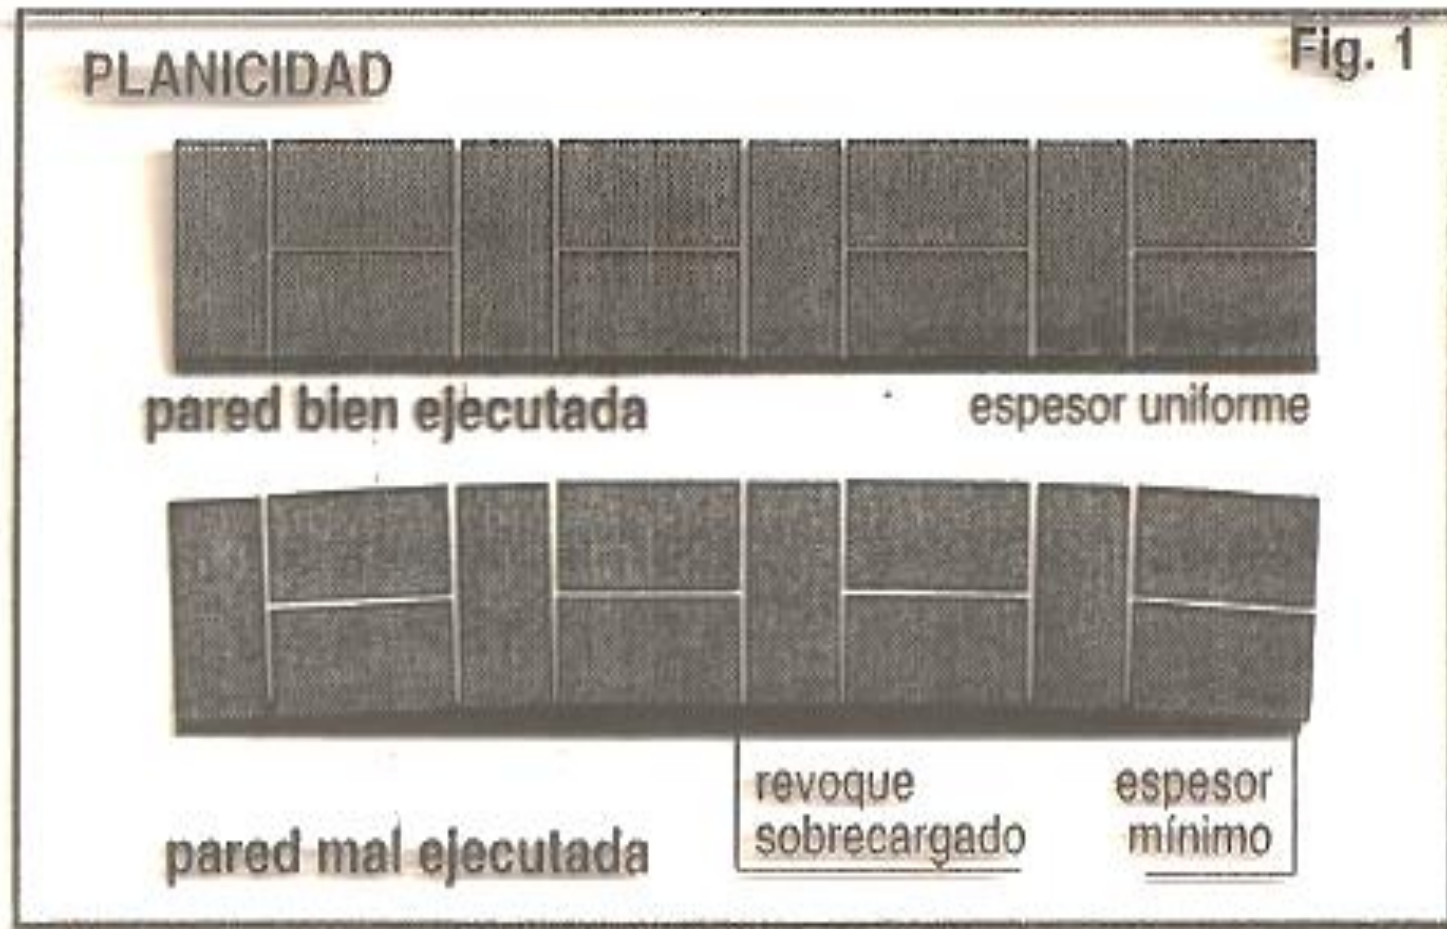 Fig. 1
PLANICIDAD
pared bien ejecutada
espesor uniforme
revoque
sobrecargado
espesor
mínimo
pared mal ejecutada